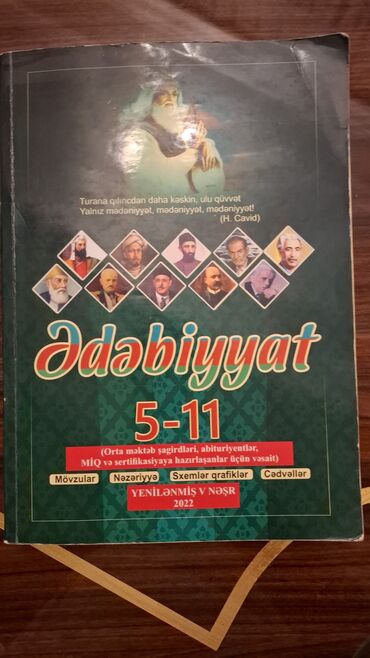 Turana qılıncdan daha kəskin, ulu qüvvət
Yalnız mədəniyyət, mədəniyyət, mədəniyyət!
(H. Cavid)
Ədəbiyyat
5-11
(Orta məktəb şagirdləri, abituriyentlər,
MİQ və sertifikasiyaya hazırlaşanlar üçün vəsait)
Mövzular Nəzəriyyə Sxemlər qrafiklər Cədvəllər
YENİLƏNMİŞ V NƏŞR
2022